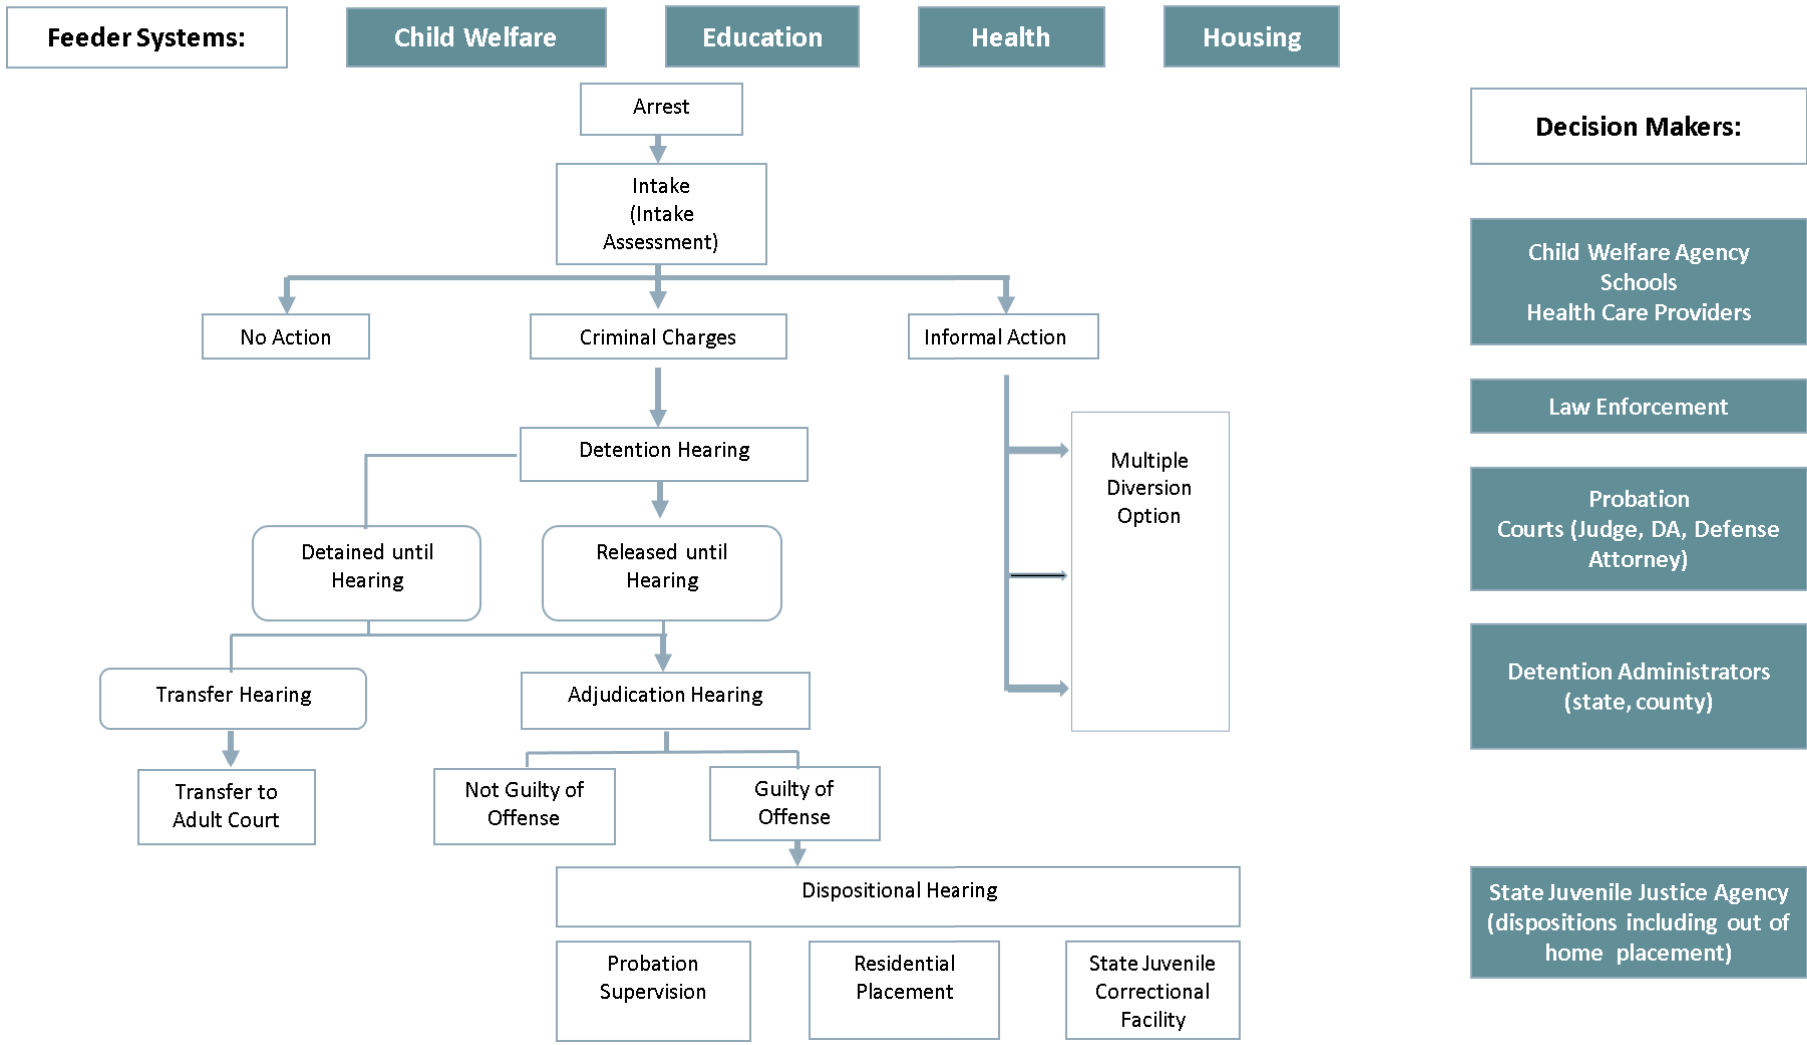 Feeder Systems:
Child Welfare
Education
Health
Housing
Arrest
Intake
(Intake
Assessment)
No Action
Criminal Charges
Informal Action
Detention Hearing
Multiple
Diversion
Option
Detained until
Hearing
Released until
Hearing
Transfer Hearing
Adjudication Hearing
Transfer to
Adult Court
Not Guilty of
Offense
Guilty of
Offense
Dispositional Hearing
Probation
Supervision
Residential
Placement
State Juvenile
Correctional
Facility
Decision Makers:
Child Welfare Agency
Schools
Health Care Providers
Law Enforcement
Probation
Courts (Judge, DA, Defense
Attorney)
Detention Administrators
(state, county)
State Juvenile Justice Agency
(dispositions including out of
home placement)